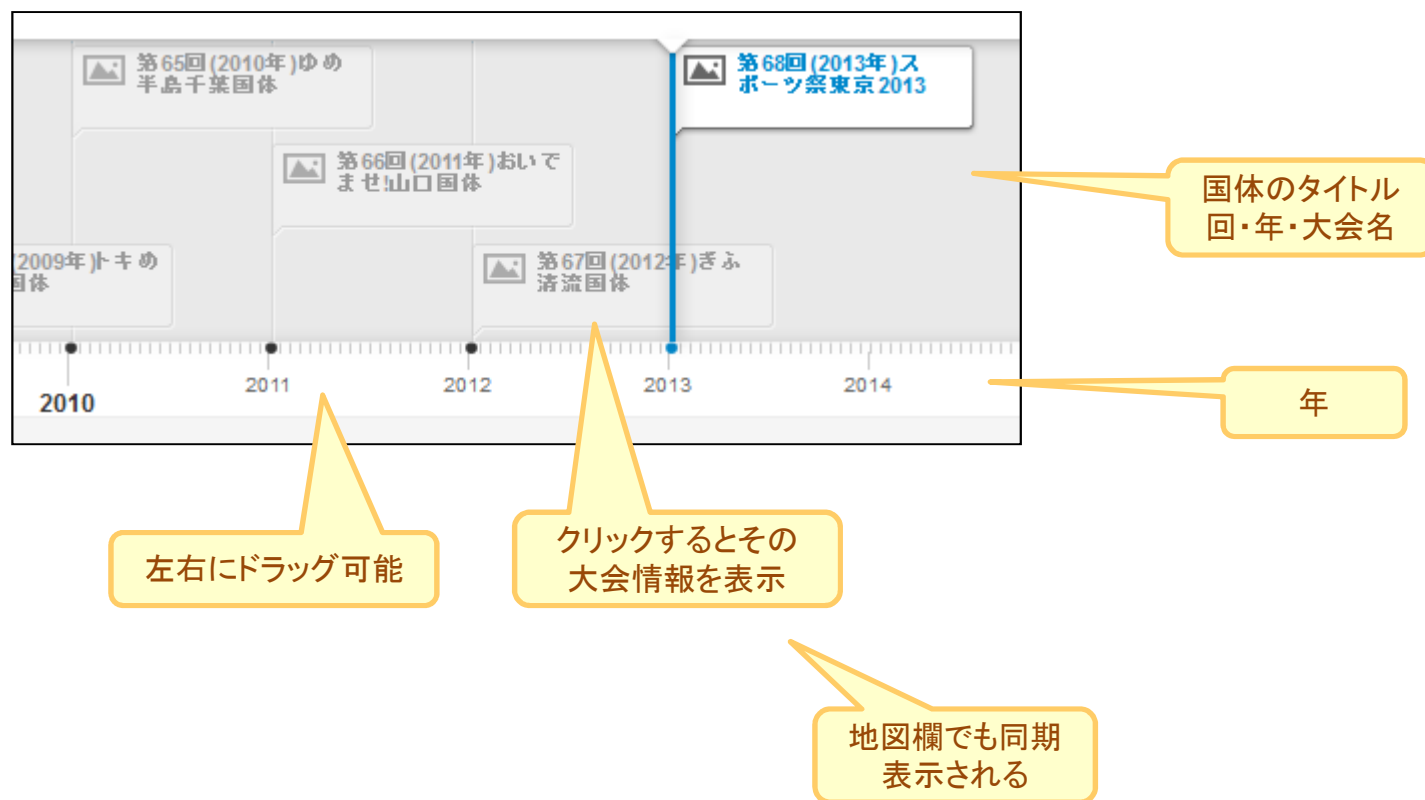 第65回(2010年)ゆめ
半島千葉国体
第68回(2013年)ス
ポーツ祭東京2013
第66回(2011年)おいで
ませ!山口国体
(2009年)トキめ
国体
第67回(2012年)ぎふ
清流国体
2010
2011
2012
2013
2014
国体のタイトル
回・年・大会名
年
左右にドラッグ可能
クリックするとその
大会情報を表示
地図欄でも同期
表示される